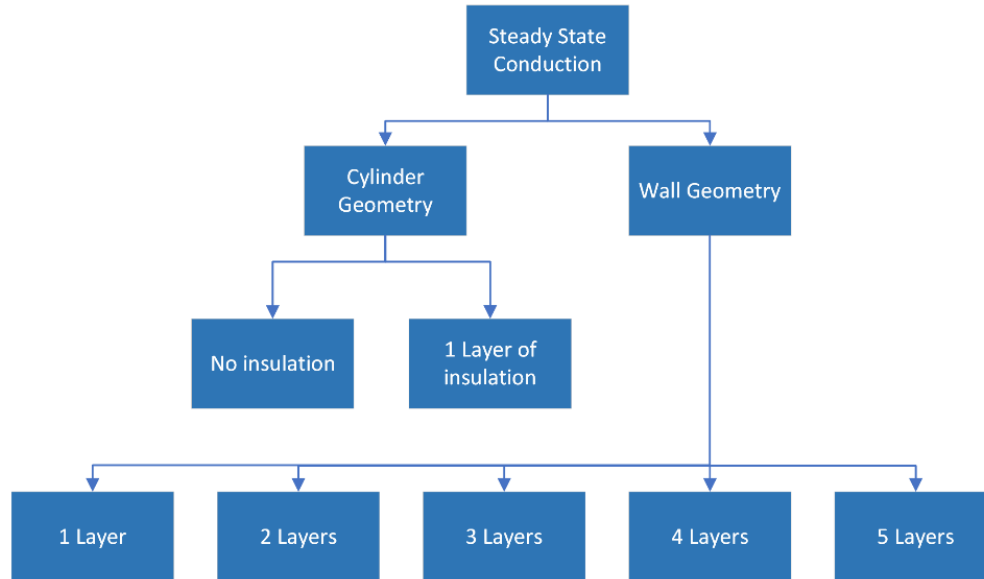 Steady State
Conduction
Cylinder
Geometry
Wall Geometry
No insulation
1 Layer of
insulation
1 Layer
2 Layers
3 Layers
4 Layers
5 Layers